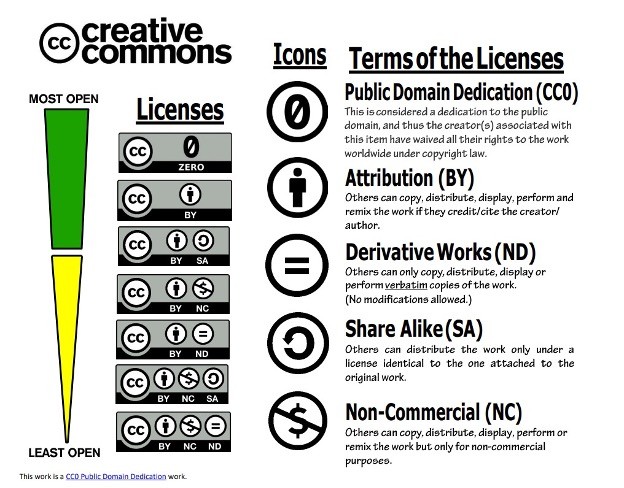 cc creative commons
MOST OPEN
Licenses
cc 0
ZERO
cc
BY
cc
BY SA
cc $
BY NC
cc =
BY ND
cc $
BY NC SA
cc $ =
BY NC ND
LEAST OPEN
Icons
Terms of the Licenses
0
Public Domain Dedication (CC0)
This is considered a dedication to the public
domain, and thus the creator(s) associated with
this item have waived all their rights to the work
worldwide under copyright law.
Attribution (BY)
Others can copy, distribute, display, perform and
remix the work if they credit/cite the creator/
author.
=
Derivative Works (ND)
Others can only copy, distribute, display or
perform verbatim copies of the work.
(No modifications allowed.)
Share Alike (SA)
Others can distribute the work only under a
license identical to the one attached to the
original work.
$
Non-Commercial (NC)
Others can copy, distribute, display, perform or
remix the work but only for non-commercial
purposes.
This work is a CC0 Public Domain Dedication work.